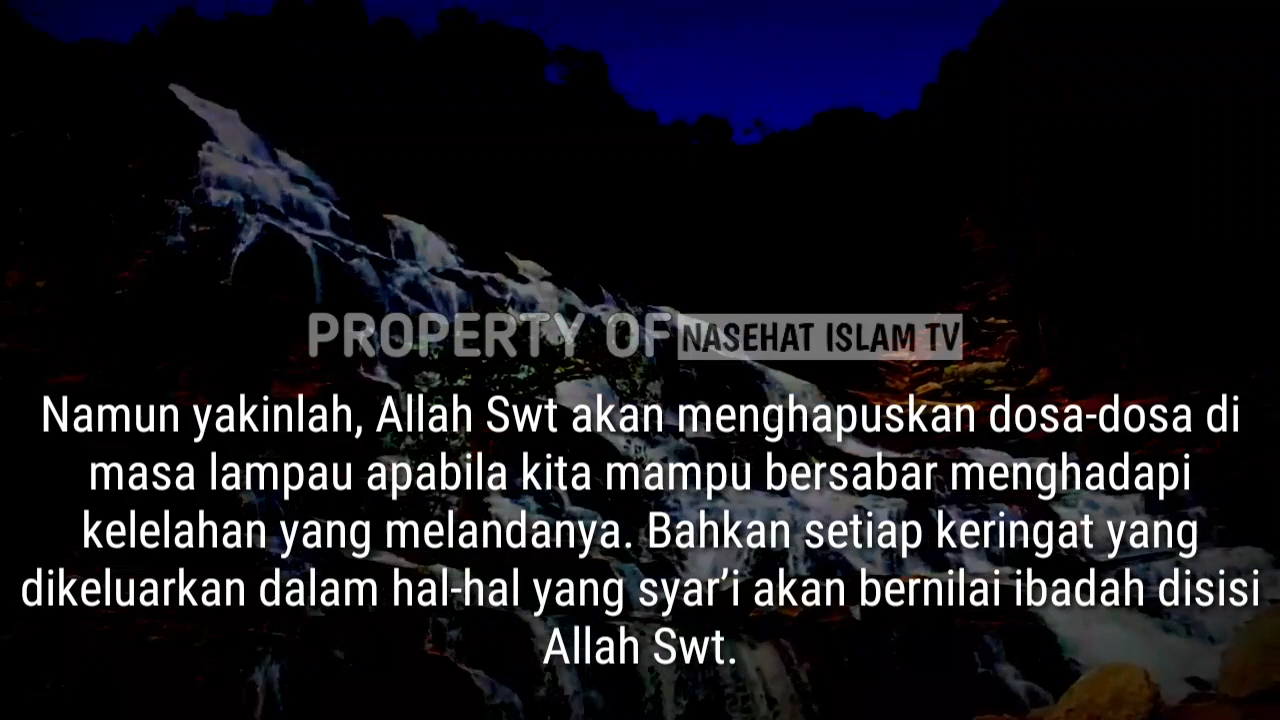 PROPERTY OF NASEHAT ISLAM TV
Namun yakinlah, Allah Swt akan menghapuskan dosa-dosa di
masa lampau apabila kita mampu bersabar menghadapi
kelelahan yang melandanya. Bahkan setiap keringat yang
dikeluarkan dalam hal-hal yang syar’i akan bernilai ibadah disisi
Allah Swt.